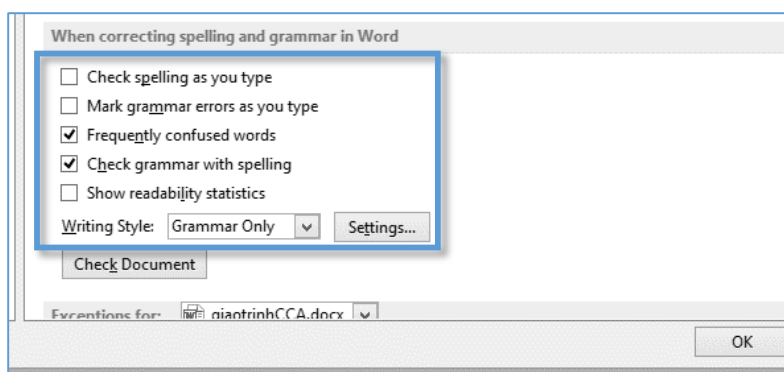 When correcting spelling and grammar in Word
Check spelling as you type
Mark grammar errors as you type
Frequently confused words
Check grammar with spelling
Show readability statistics
Writing Style: Grammar Only Settings...
Check Document
Exceptions for: giaotrinhCCA.docx
OK